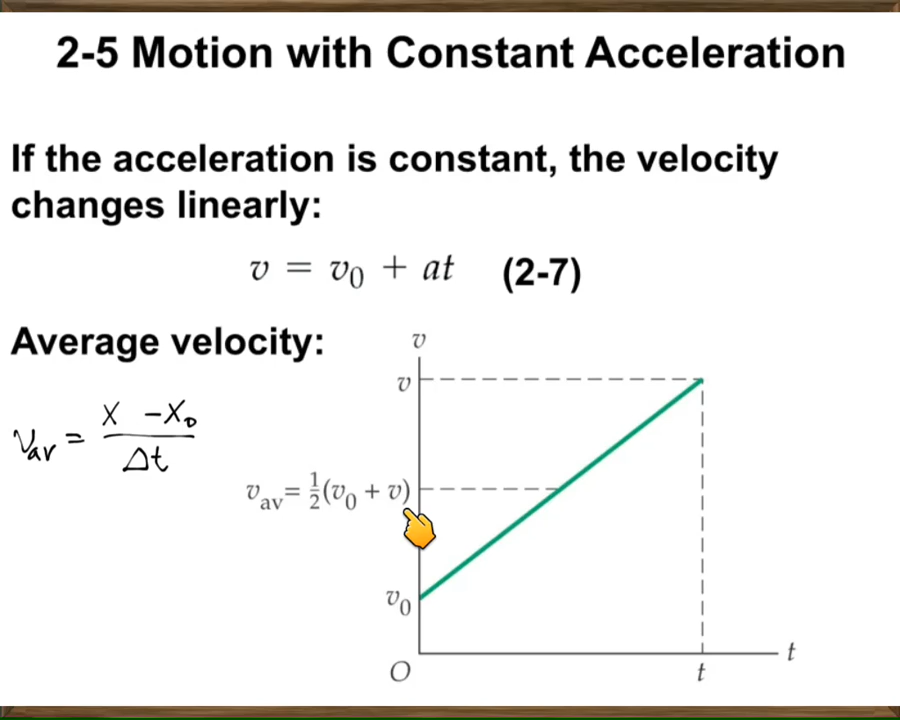 2-5 Motion with Constant Acceleration
If the acceleration is constant, the velocity
changes linearly:
v = v₀ + at (2-7)
Average velocity:
v
v
Vav = X - X₀ / Δt
vav = ½(v₀ + v)
v₀
O
t
t